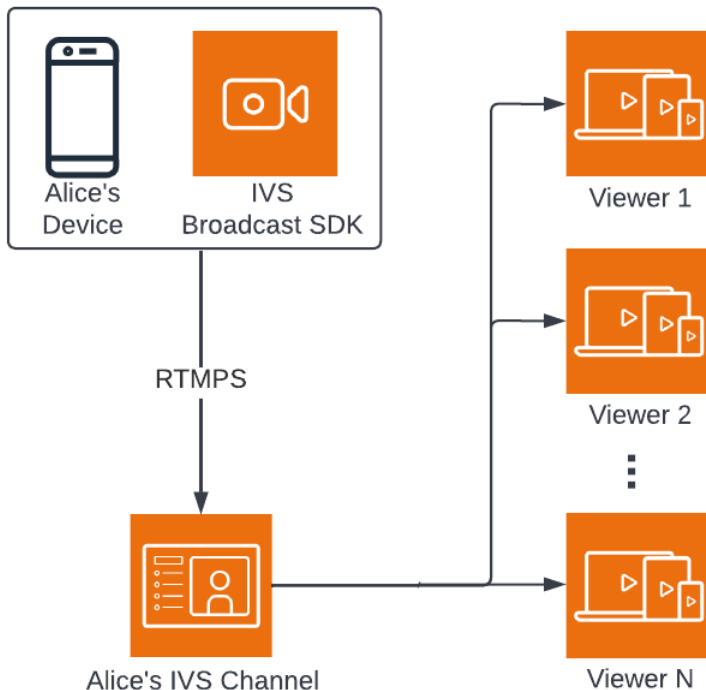 Alice's
Device
IVS
Broadcast SDK
Viewer 1
RTMPS
Viewer 2
Alice's IVS Channel
Viewer N